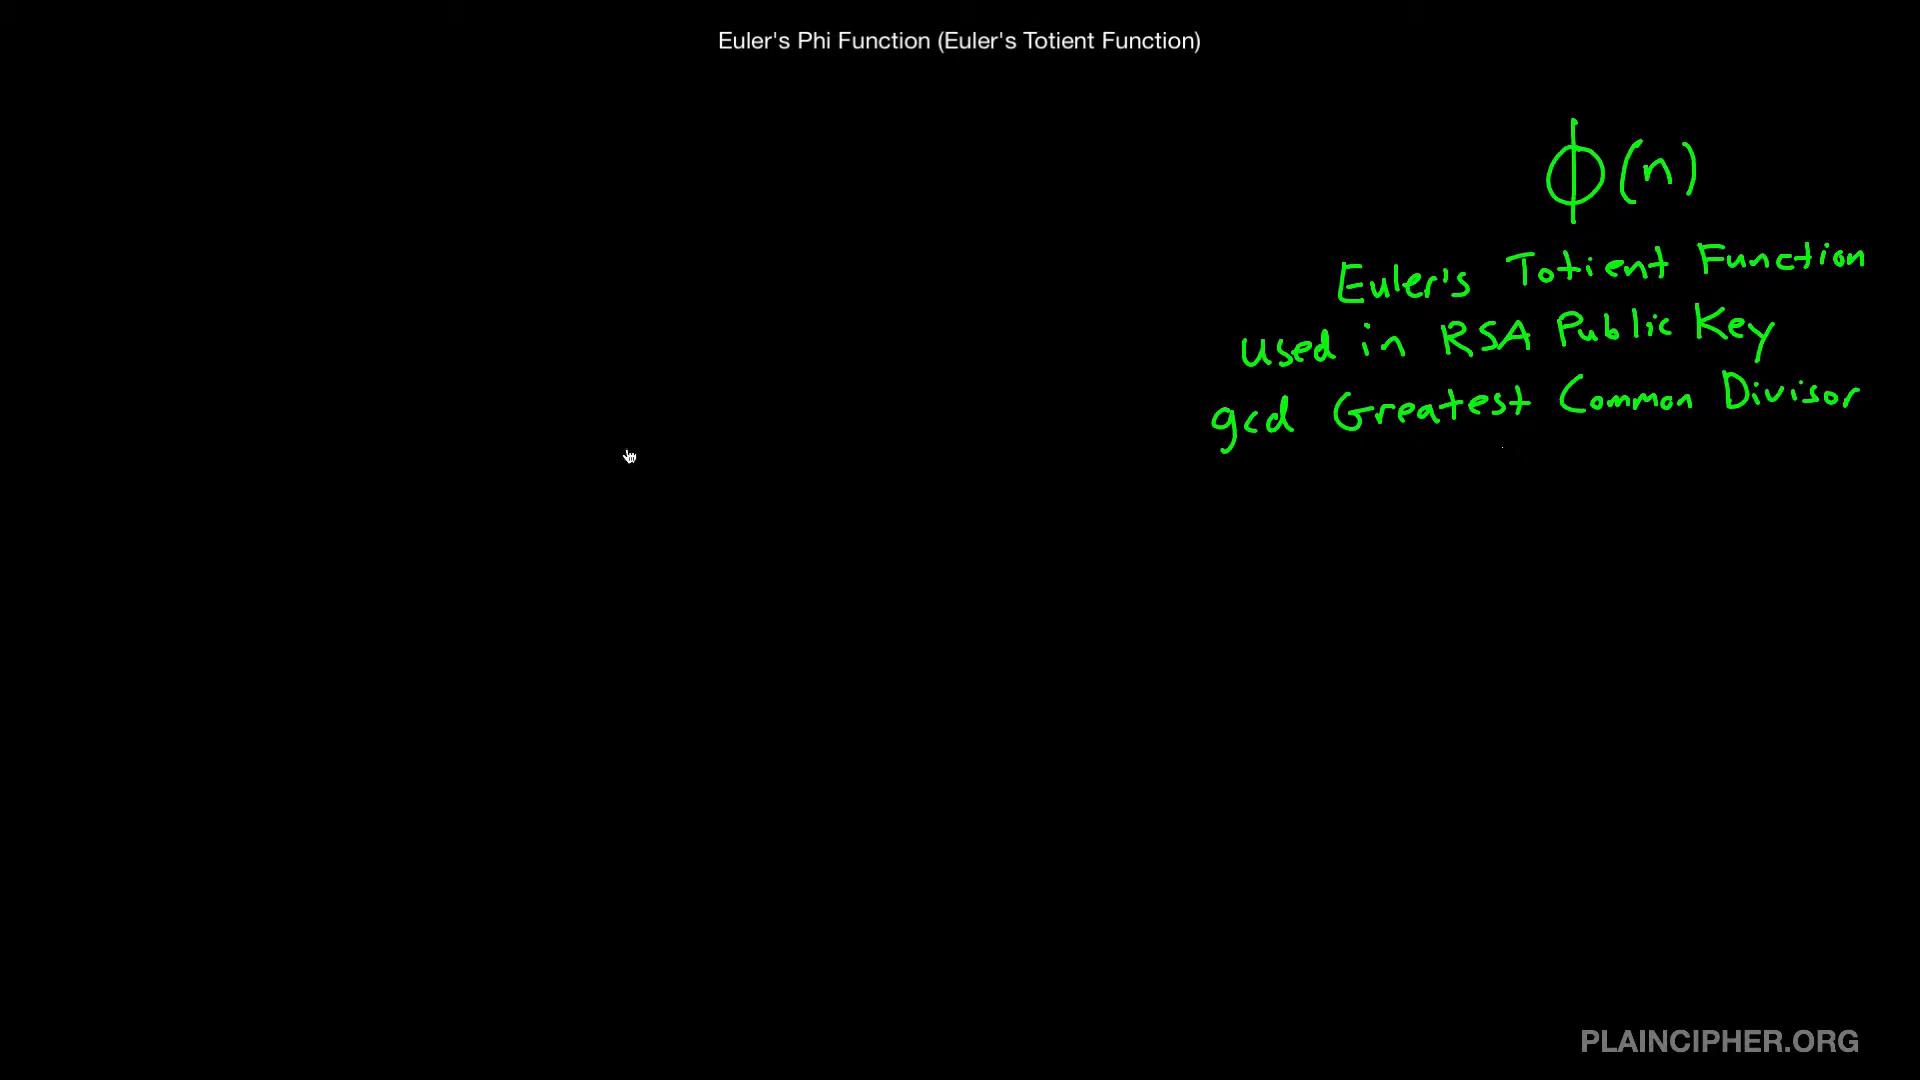 Euler's Phi Function (Euler's Totient Function)
ϕ(n)
Euler's Totient Function
used in RSA Public Key
gcd Greatest Common Divisor
PLAINCIPHER.ORG